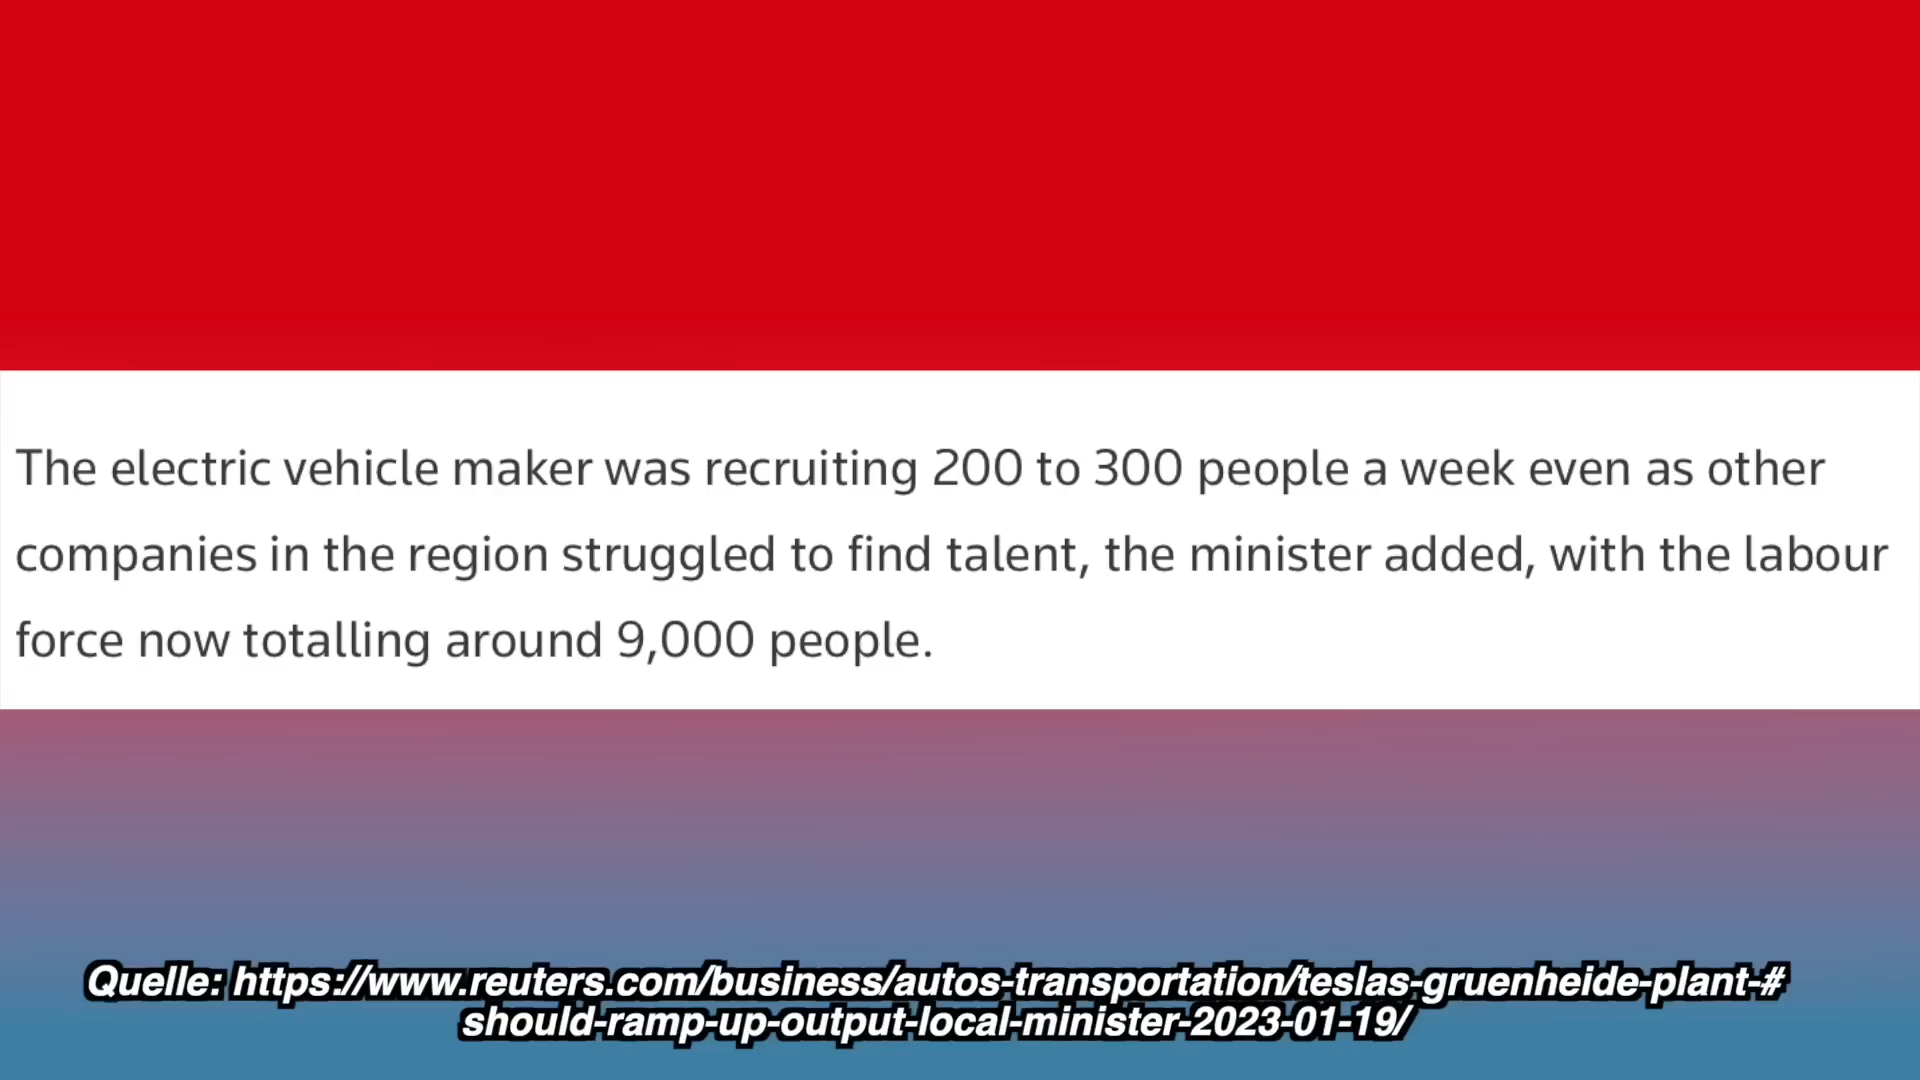 The electric vehicle maker was recruiting 200 to 300 people a week even as other
companies in the region struggled to find talent, the minister added, with the labour
force now totalling around 9,000 people.
Quelle: https://www.reuters.com/business/autos-transportation/teslas-gruenheide-plant-#
should-ramp-up-output-local-minister-2023-01-19/